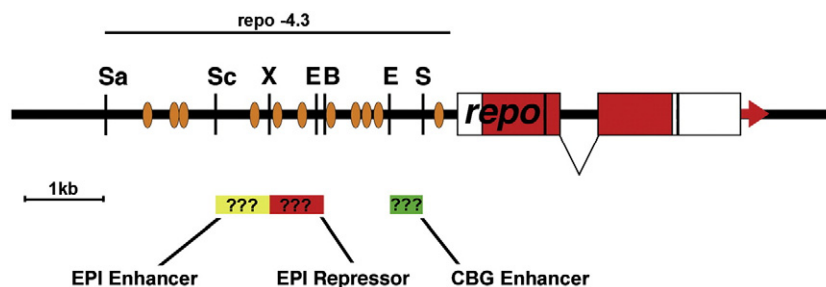 repo -4.3
Sa Sc X E B E S
repo
1kb
??? ??? ???
EPI Enhancer EPI Repressor CBG Enhancer